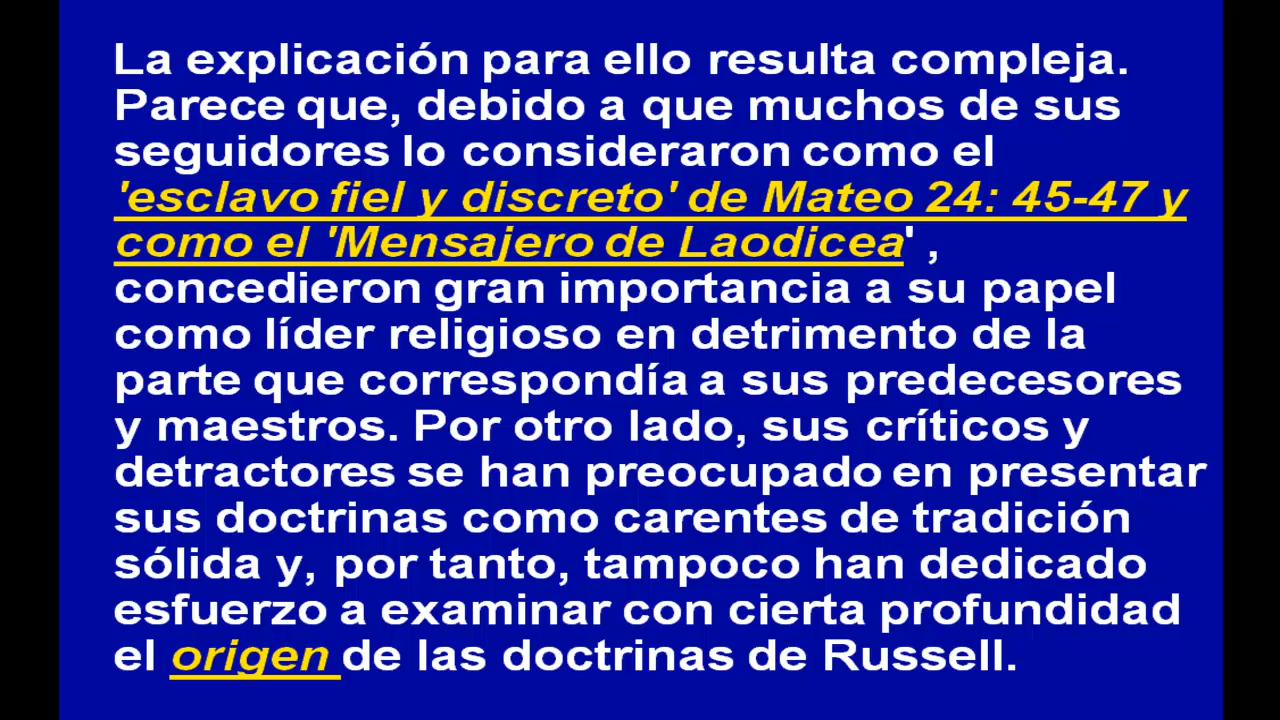 La explicación para ello resulta compleja.
Parece que, debido a que muchos de sus
seguidores lo consideraron como el
'esclavo fiel y discreto' de Mateo 24: 45-47 y
como el 'Mensajero de Laodicea' ,
concedieron gran importancia a su papel
como líder religioso en detrimento de la
parte que correspondía a sus predecesores
y maestros. Por otro lado, sus críticos y
detractores se han preocupado en presentar
sus doctrinas como carentes de tradición
sólida y, por tanto, tampoco han dedicado
esfuerzo a examinar con cierta profundidad
el origen de las doctrinas de Russell.